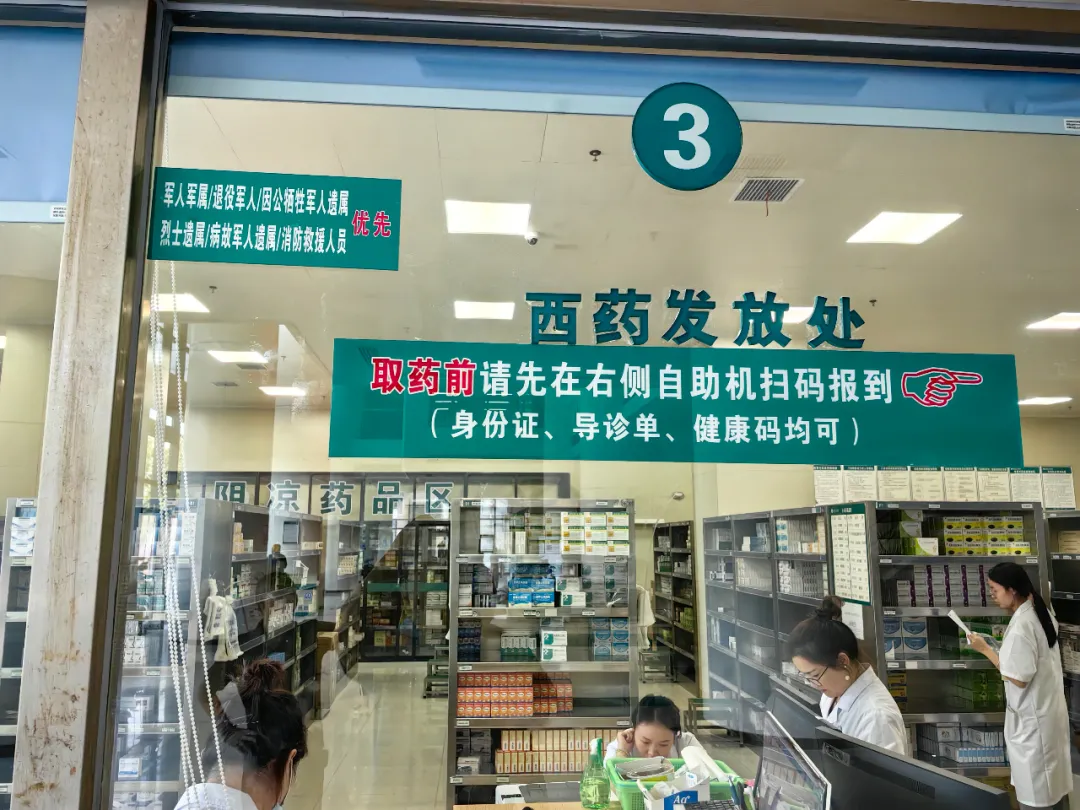 3
军人军属/退役军人/因公牺牲军人遗属
烈士遗属/病故军人遗属/消防救援人员
优先
西药发放处
取药前请先在右侧自助机扫码报到
（身份证、导诊单、健康码均可）
阴凉药品区
Aa+